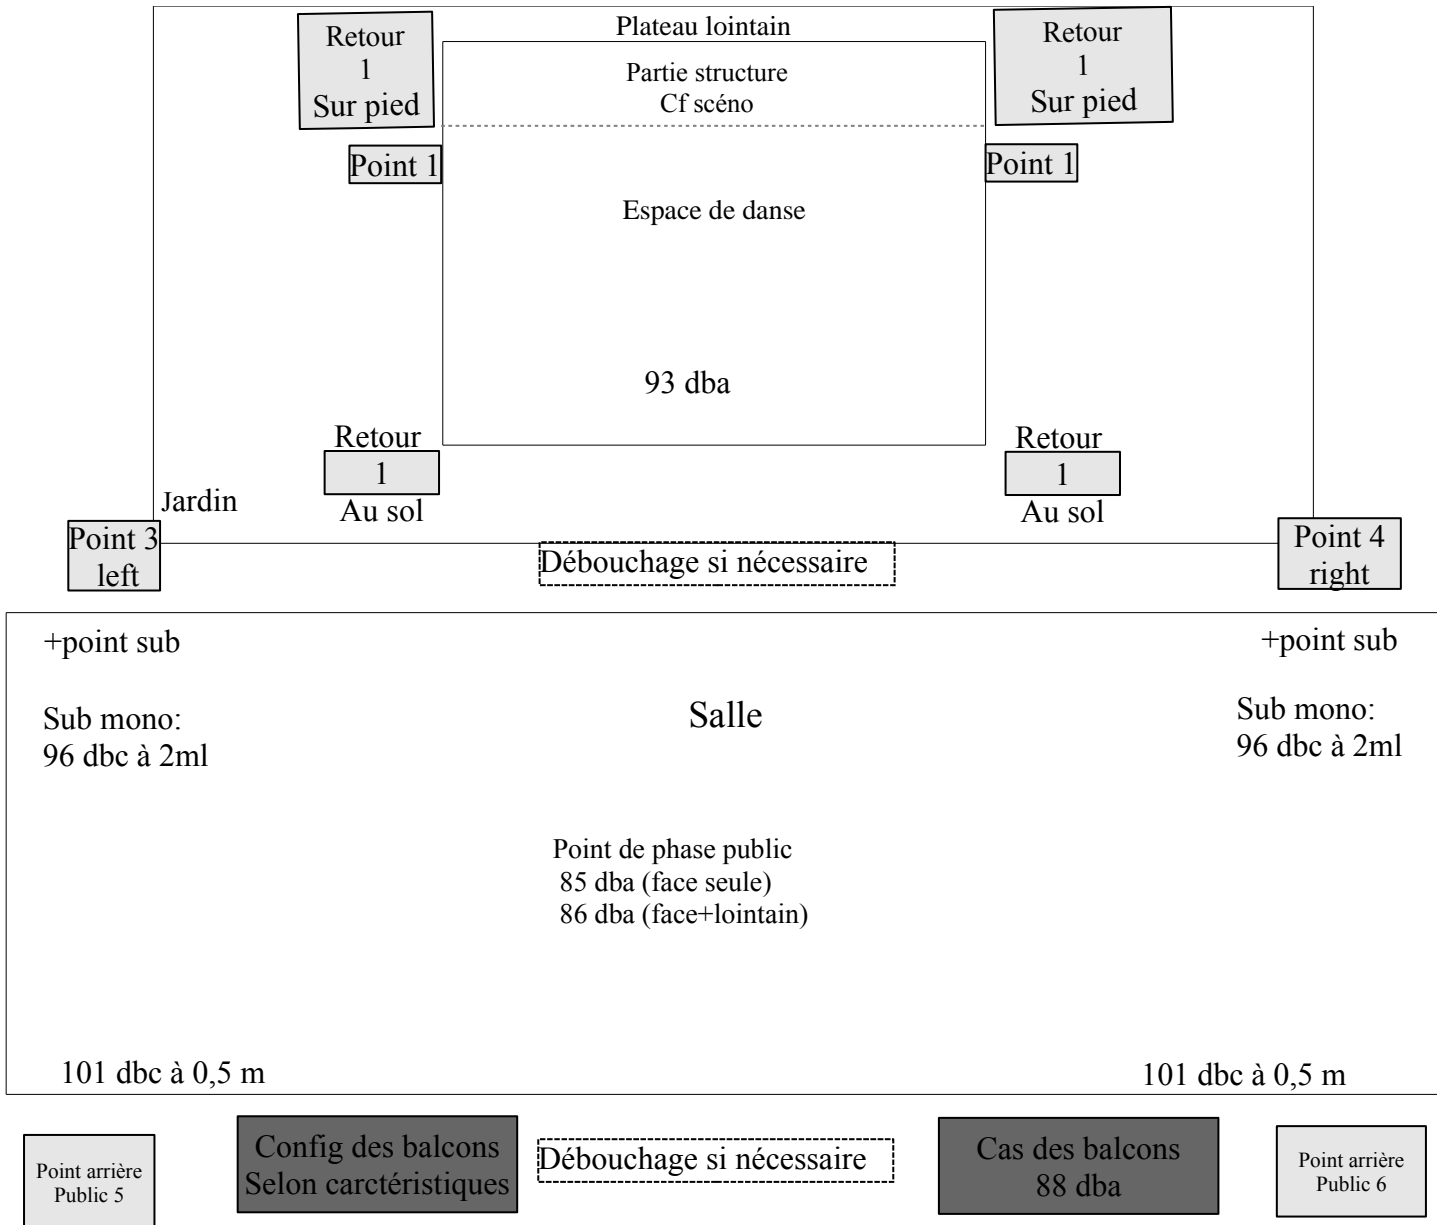 Plateau lointain
Retour
1
Sur pied
Partie structure
Cf scéno
Retour
1
Sur pied
Point 1
Point 1
Espace de danse
93 dba
Retour
1
Au sol
Retour
1
Au sol
Jardin
Point 3
left
Débouchage si nécessaire
Point 4
right
+point sub
+point sub
Sub mono:
96 dbc à 2ml
Salle
Sub mono:
96 dbc à 2ml
Point de phase public
85 dba (face seule)
86 dba (face+lointain)
101 dbc à 0,5 m
101 dbc à 0,5 m
Point arrière
Public 5
Config des balcons
Selon carctéristiques
Débouchage si nécessaire
Cas des balcons
88 dba
Point arrière
Public 6